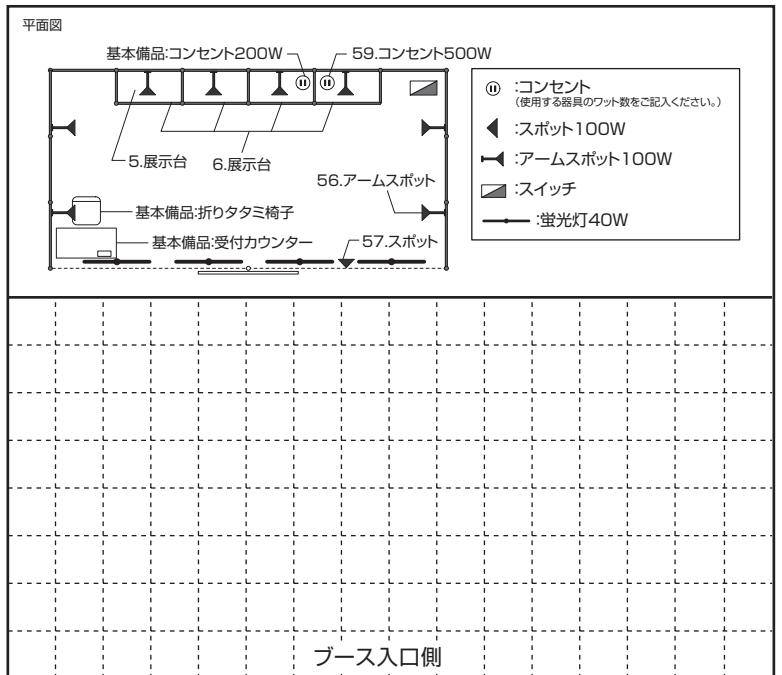 平面図
基本備品:コンセント200W
59.コンセント500W
5.展示台
6.展示台
56.アームスポット
基本備品:折りタタミ椅子
基本備品:受付カウンター
57.スポット
:コンセント
(使用する器具のワット数をご記入ください。)
:スポット100W
:アームスポット100W
:スイッチ
:蛍光灯40W
ブース入口側